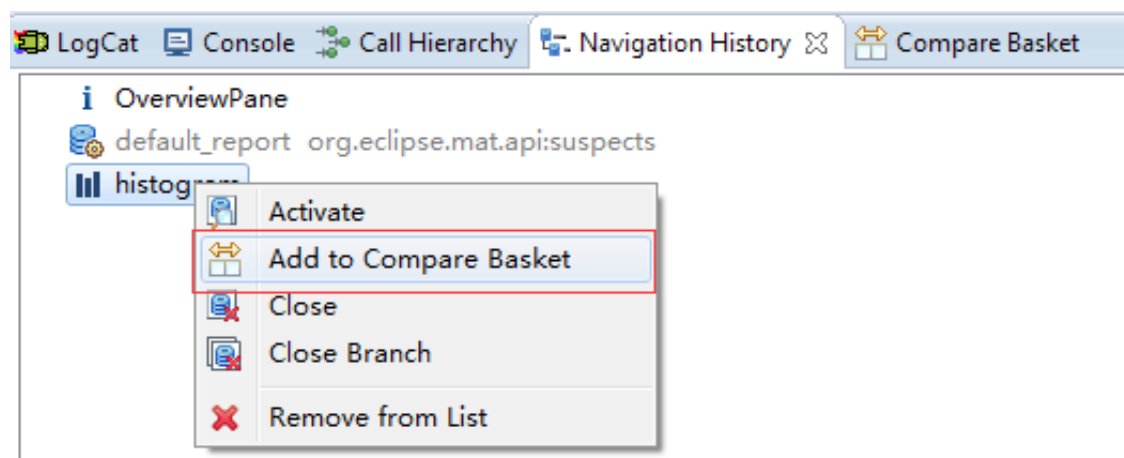 LogCat Console Call Hierarchy Navigation History Compare Basket
i OverviewPane
default_report org.eclipse.mat.api:suspects
histogram
Activate
Add to Compare Basket
Close
Close Branch
Remove from List